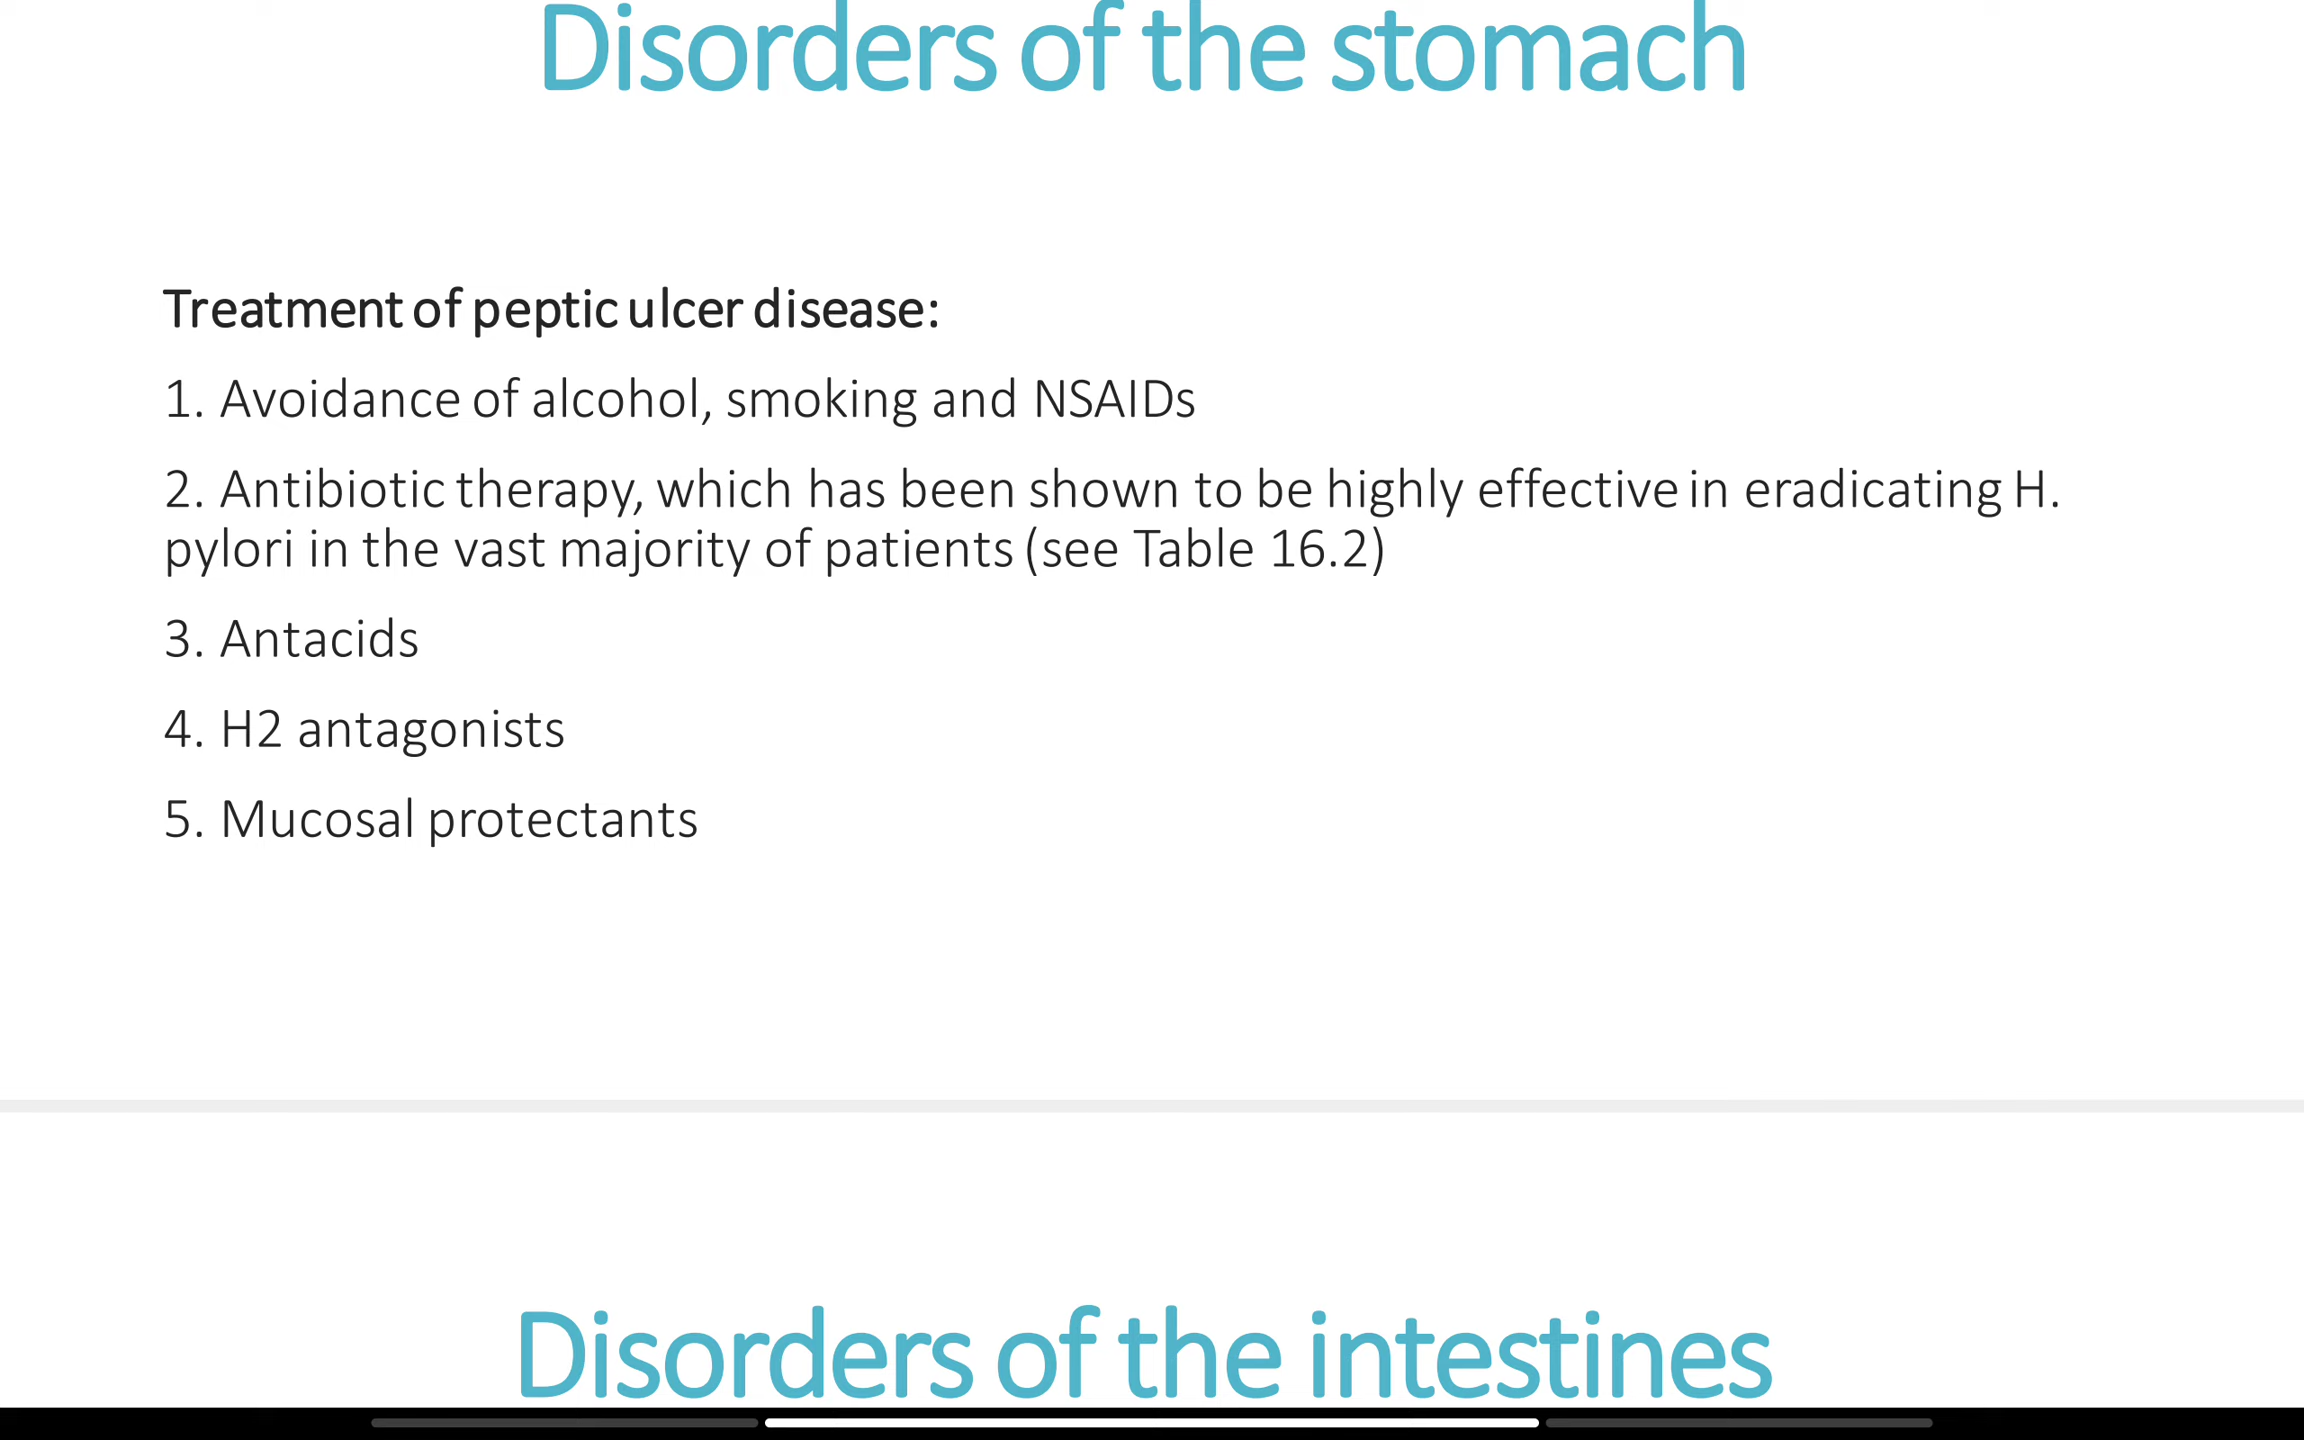 Disorders of the stomach
Treatment of peptic ulcer disease:
1. Avoidance of alcohol, smoking and NSAIDs
2. Antibiotic therapy, which has been shown to be highly effective in eradicating H.
pylori in the vast majority of patients (see Table 16.2)
3. Antacids
4. H2 antagonists
5. Mucosal protectants
Disorders of the intestines